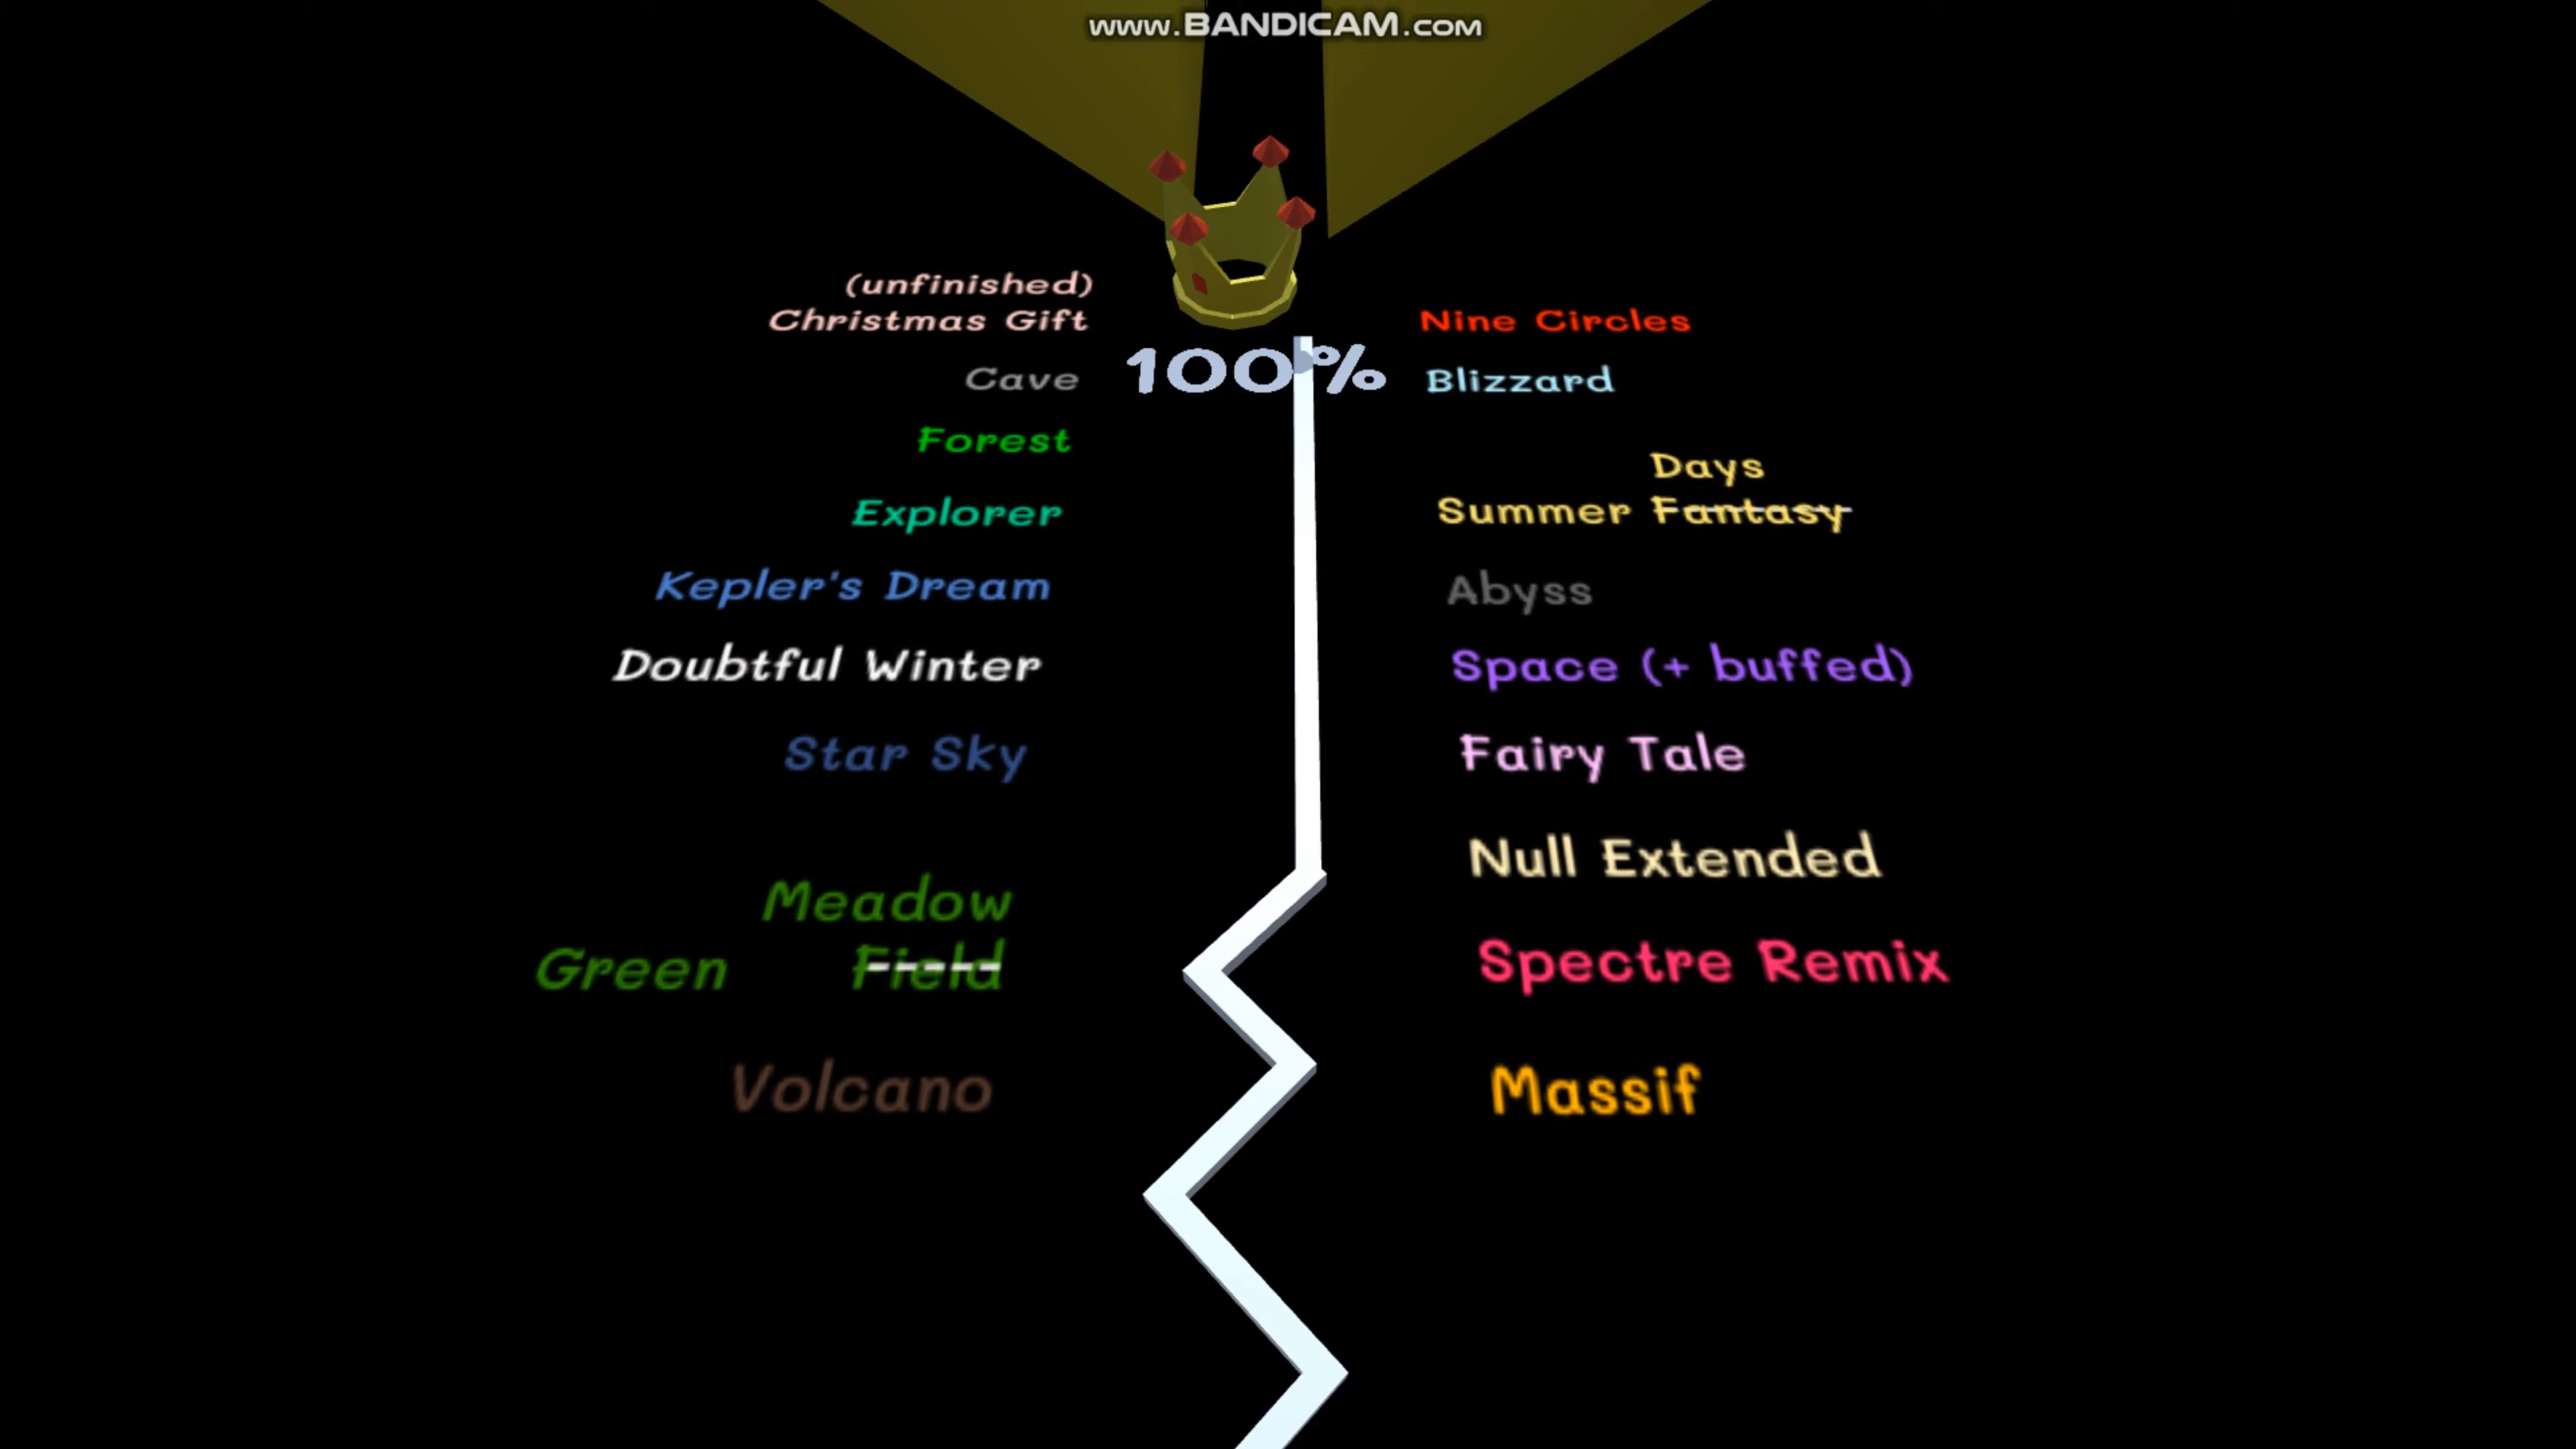 www.BANDICAM.com
(unfinished)
Christmas Gift
Nine Circles
100%
Cave
Blizzard
Forest
Days
Explorer
Summer Fantasy
Kepler's Dream
Abyss
Doubtful Winter
Space (+ buffed)
Star Sky
Fairy Tale
Null Extended
Meadow
Green Field
Spectre Remix
Volcano
Massif